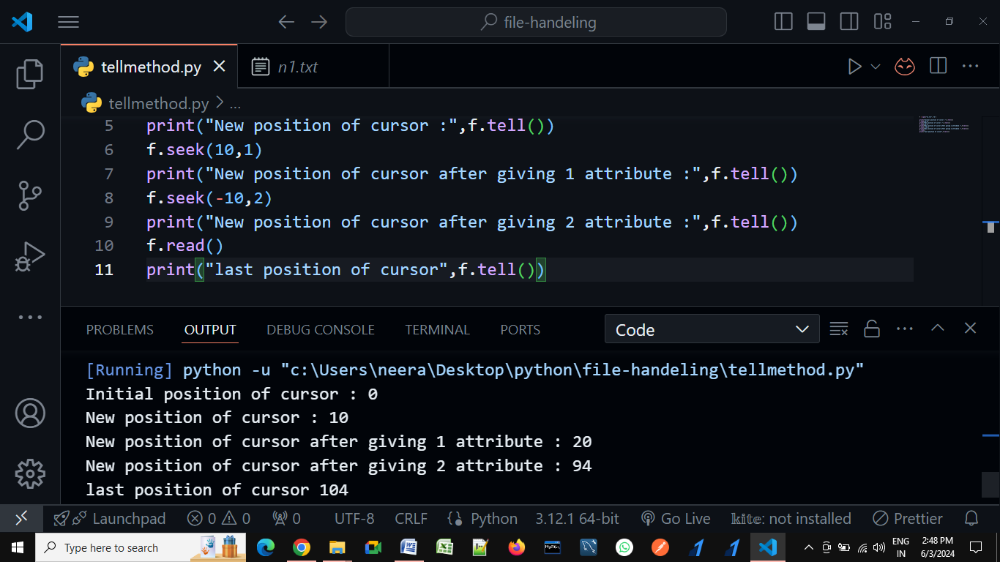 file-handeling
tellmethod.py
n1.txt
tellmethod.py > ...
5 print("New position of cursor :",f.tell())
6 f.seek(10,1)
7 print("New position of cursor after giving 1 attribute :",f.tell())
8 f.seek(-10,2)
9 print("New position of cursor after giving 2 attribute :",f.tell())
10 f.read()
11 print("last position of cursor",f.tell())
PROBLEMS OUTPUT DEBUG CONSOLE TERMINAL PORTS Code
[Running] python -u "c:\Users\neera\Desktop\python\file-handeling\tellmethod.py"
Initial position of cursor : 0
New position of cursor : 10
New position of cursor after giving 1 attribute : 20
New position of cursor after giving 2 attribute : 94
last position of cursor 104
Launchpad 0 0 0 UTF-8 CRLF Python 3.12.1 64-bit Go Live kite: not installed Prettier
Type here to search
MySQL
ENG
IN
2:48 PM
6/3/2024